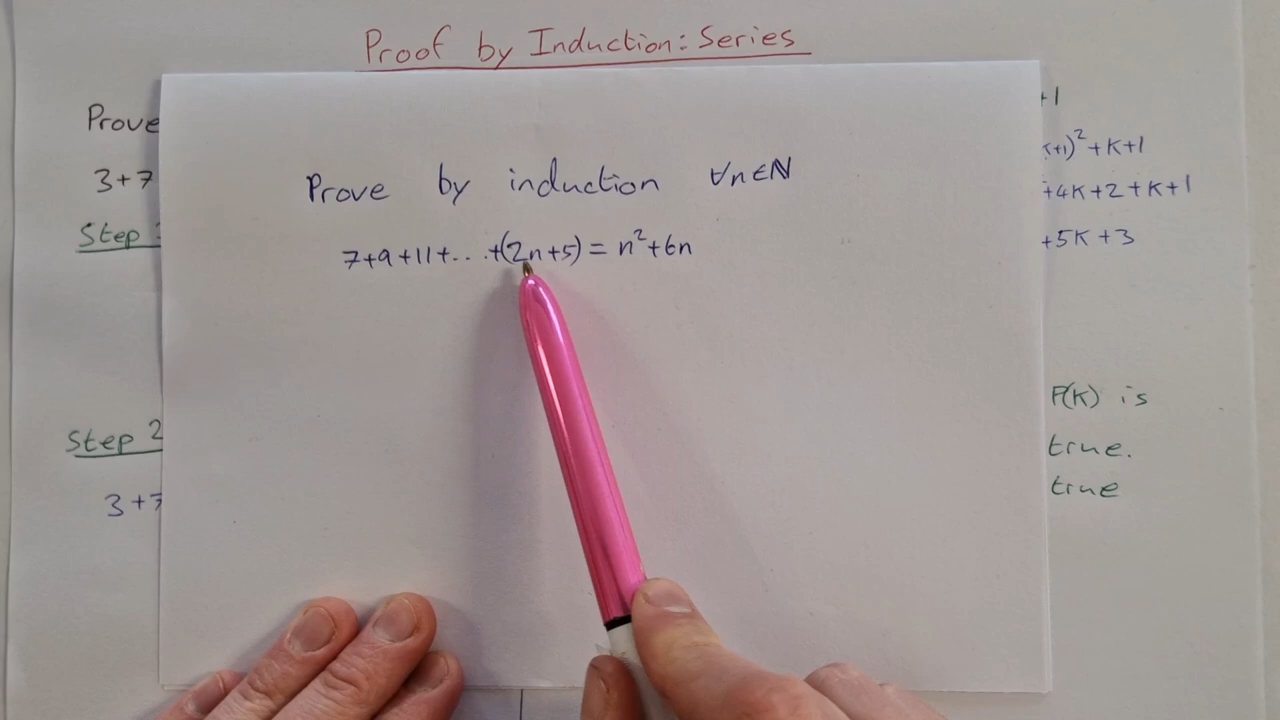 Proof by Induction: Series
Prove
3+7
Step
Step 2
3+7
Prove by induction ∀n∈ℕ
7+9+11+...+(2n+5)=n²+6n
+1
k+1)²+k+1
+4k+2+k+1
+5k+3
P(k) is
true.
true